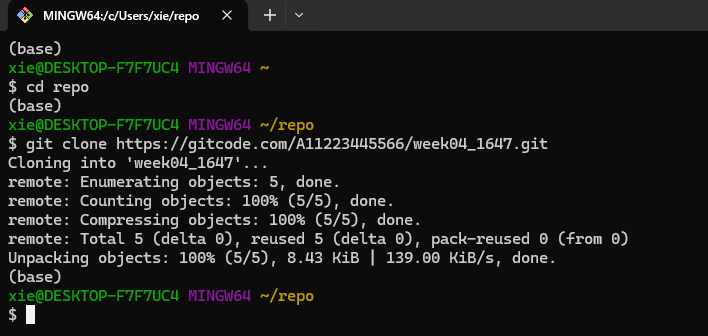 MINGW64:/c/Users/xie/repo
(base)
xie@DESKTOP-F7F7UC4 MINGW64 ~
$ cd repo
(base)
xie@DESKTOP-F7F7UC4 MINGW64 ~/repo
$ git clone https://gitcode.com/A11223445566/week04_1647.git
Cloning into 'week04_1647'...
remote: Enumerating objects: 5, done.
remote: Counting objects: 100% (5/5), done.
remote: Compressing objects: 100% (5/5), done.
remote: Total 5 (delta 0), reused 5 (delta 0), pack-reused 0 (from 0)
Unpacking objects: 100% (5/5), 8.43 KiB | 139.00 KiB/s, done.
(base)
xie@DESKTOP-F7F7UC4 MINGW64 ~/repo
$